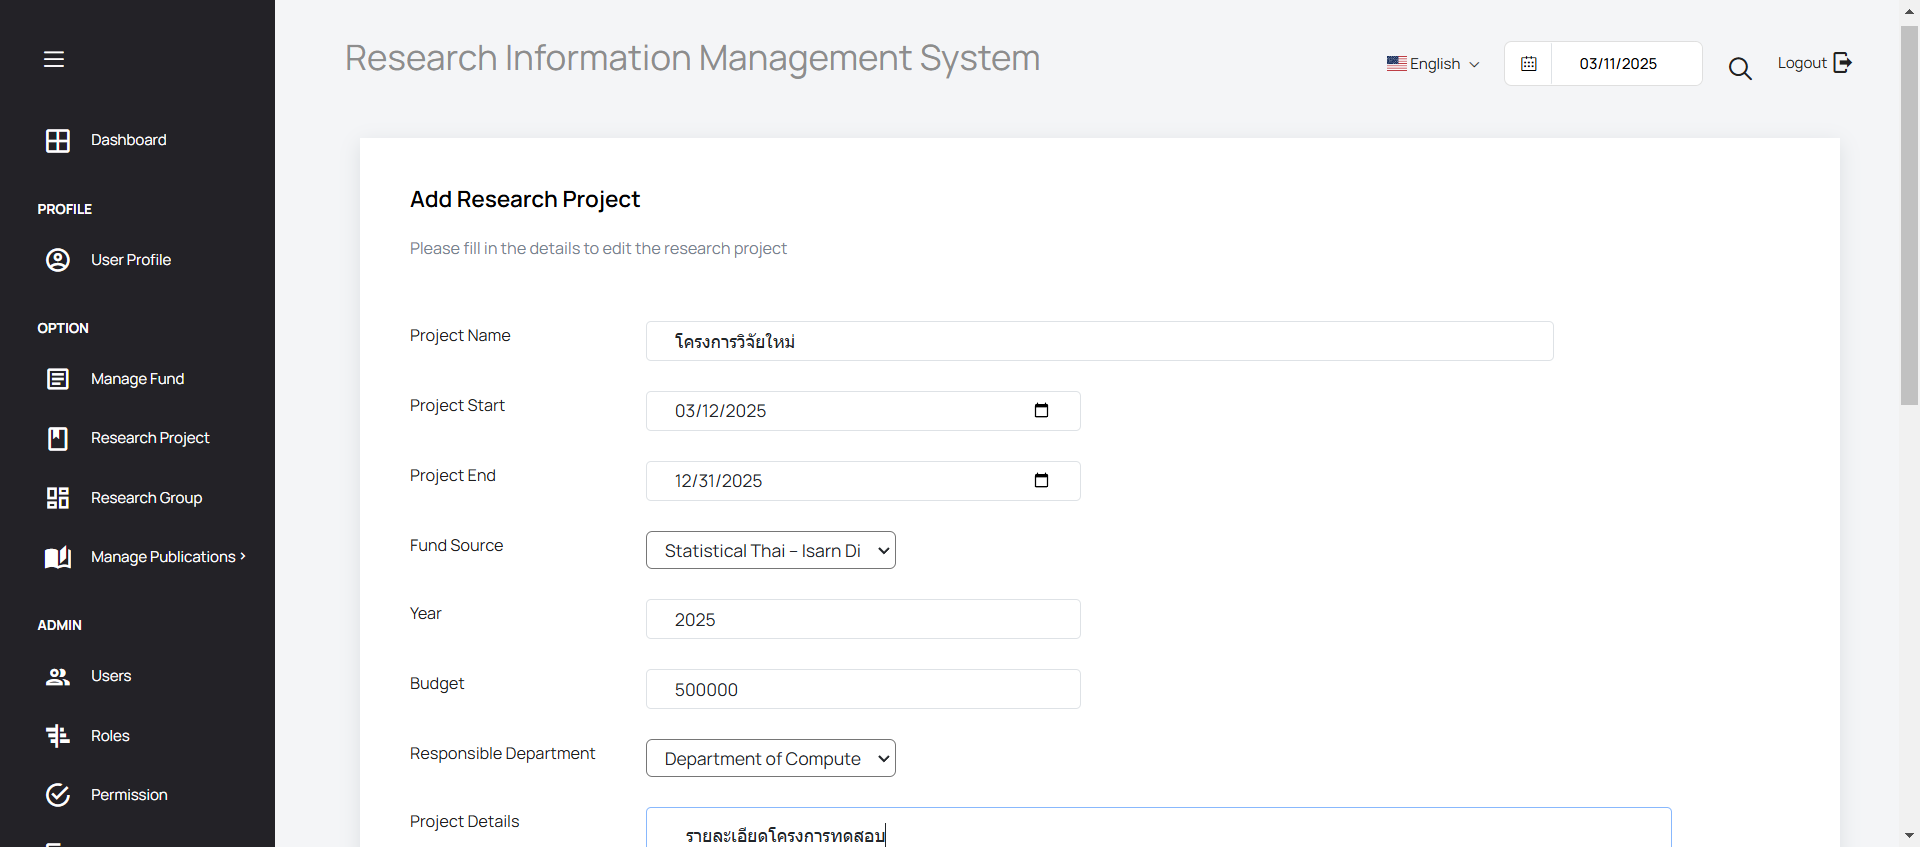 Research Information Management System
English
03/11/2025
Logout
Dashboard
PROFILE
User Profile
OPTION
Manage Fund
Research Project
Research Group
Manage Publications
ADMIN
Users
Roles
Permission
Add Research Project
Please fill in the details to edit the research project
Project Name
โครงการวิจัยใหม่
Project Start
03/12/2025
Project End
12/31/2025
Fund Source
Statistical Thai – Isarn Di
Year
2025
Budget
500000
Responsible Department
Department of Compute
Project Details
รายละเอียดโครงการทดสอบ